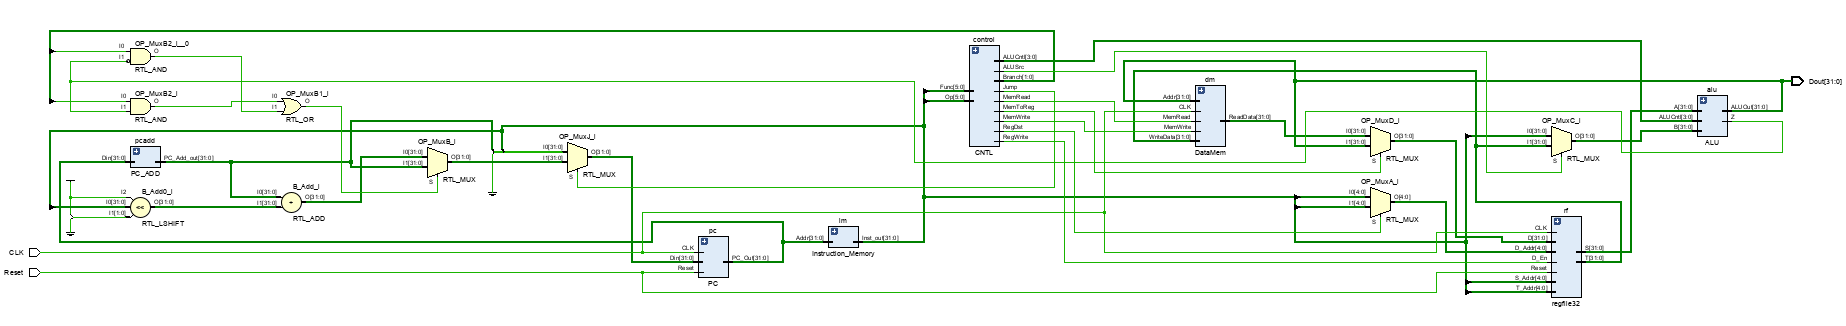 OP_MuxB2_i__0
I0
O
I1
RTL_AND
OP_MuxB2_i
I0
O
I1
RTL_AND
OP_MuxB1_i
I0
O
I1
RTL_OR
pcadd
Din[31:0]
PC_Add_out[31:0]
PC_ADD
B_Add0_i
I2
I0[31:0]
O[31:0]
I1[1:0]
<<
RTL_LSHIFT
B_Add_i
I0[31:0]
O[31:0]
I1[31:0]
+
RTL_ADD
OP_MuxB_i
I0[31:0]
O[31:0]
I1[31:0]
S
RTL_MUX
OP_MuxJ_i
I0[31:0]
O[31:0]
I1[31:0]
S
RTL_MUX
CLK
Reset
pc
CLK
Din[31:0]
PC_Out[31:0]
Reset
PC
im
Addr[31:0]
Inst_out[31:0]
Instruction_Memory
control
ALUCntl[3:0]
ALUSrc
Branch[1:0]
Func[5:0]
Jump
Op[5:0]
MemRead
MemToReg
MemWrite
RegDst
RegWrite
CNTL
dm
Addr[31:0]
CLK
MemRead
ReadData[31:0]
MemWrite
WriteData[31:0]
DataMem
OP_MuxD_i
I0[31:0]
O[31:0]
I1[31:0]
S
RTL_MUX
OP_MuxA_i
I0[4:0]
O[4:0]
I1[4:0]
S
RTL_MUX
OP_MuxC_i
I0[31:0]
O[31:0]
I1[31:0]
S
RTL_MUX
rf
CLK
D[31:0]
D_Addr[4:0]
S[31:0]
D_En
T[31:0]
Reset
S_Addr[4:0]
T_Addr[4:0]
regfile32
alu
A[31:0]
ALUOut[31:0]
ALUCntl[3:0]
Z
B[31:0]
ALU
Dout[31:0]